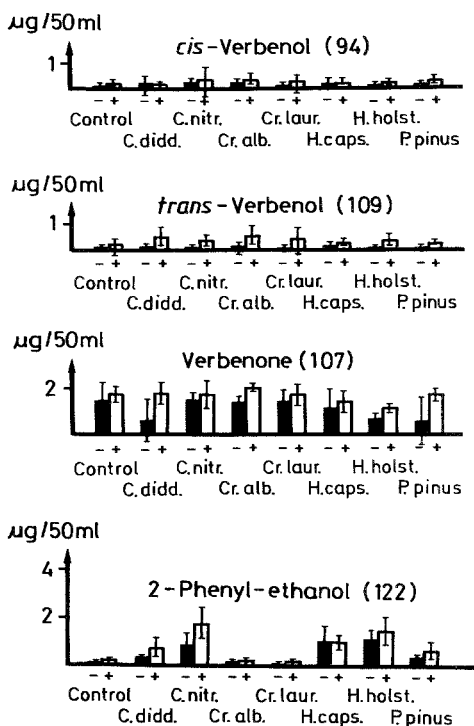 µg/50ml
cis-Verbenol (94)
1
- + - + - + - + - + - + - + - +
Control C.nitr. Cr.laur. H.holst.
C.didd. Cr.alb. H.caps. P.pinus
trans-Verbenol (109)
1
- + - + - + - + - + - + - + - +
Control C.nitr. Cr.laur. H.holst.
C.didd. Cr.alb. H.caps. P.pinus
µg/50ml
Verbenone (107)
2
- + - + - + - + - + - + - + - +
Control C.nitr. Cr.laur. H.holst.
C.didd. Cr.alb. H.caps. P.pinus
µg/50ml
4
2-Phenyl-ethanol (122)
2
- + - + - + - + - + - + - + - +
Control C.nitr. Cr.laur. H.holst.
C.didd. Cr.alb. H.caps. P.pinus